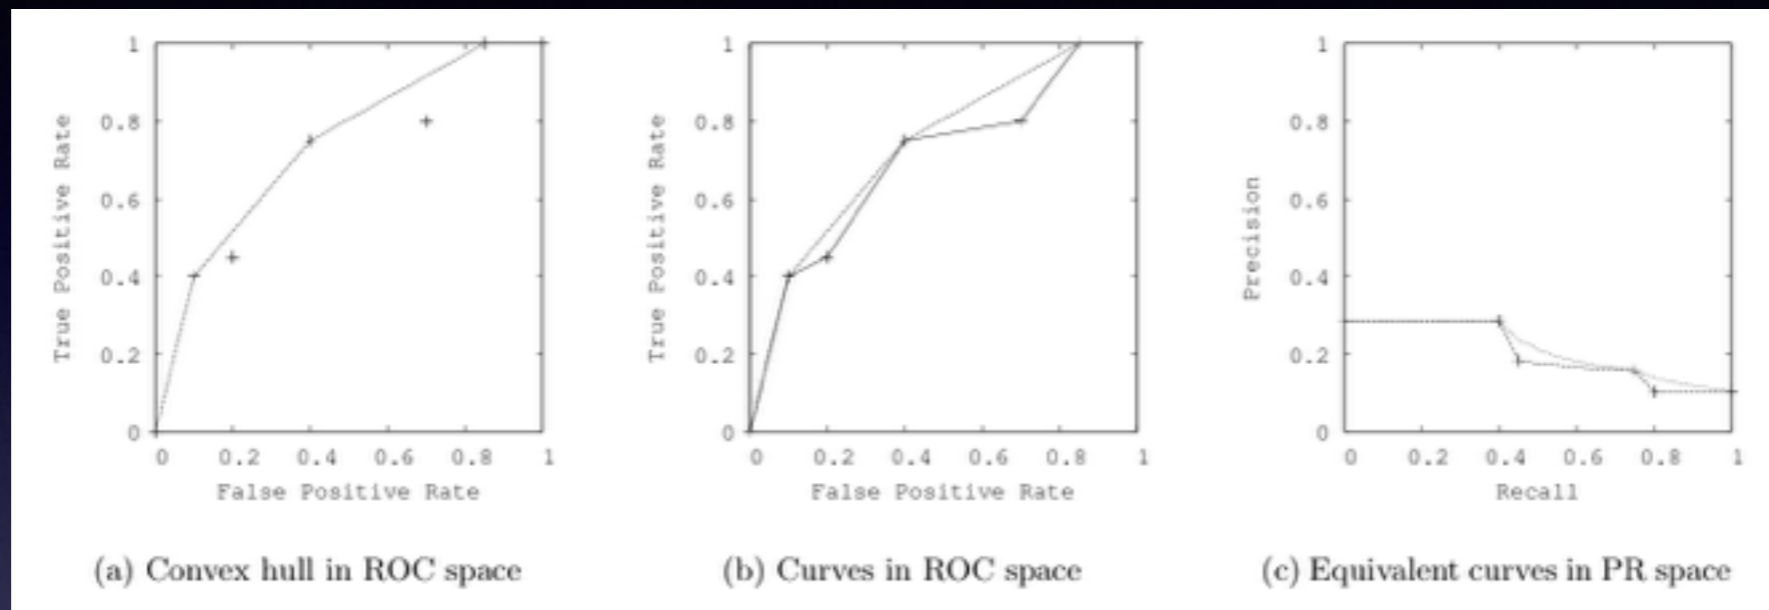 1
0.8
0.6
0.4
0.2
0
True Positive Rate
0 0.2 0.4 0.6 0.8 1
False Positive Rate
(a) Convex hull in ROC space
1
0.8
0.6
0.4
0.2
0
True Positive Rate
0 0.2 0.4 0.6 0.8 1
False Positive Rate
(b) Curves in ROC space
1
0.8
0.6
0.4
0.2
0
Precision
0 0.2 0.4 0.6 0.8 1
Recall
(c) Equivalent curves in PR space